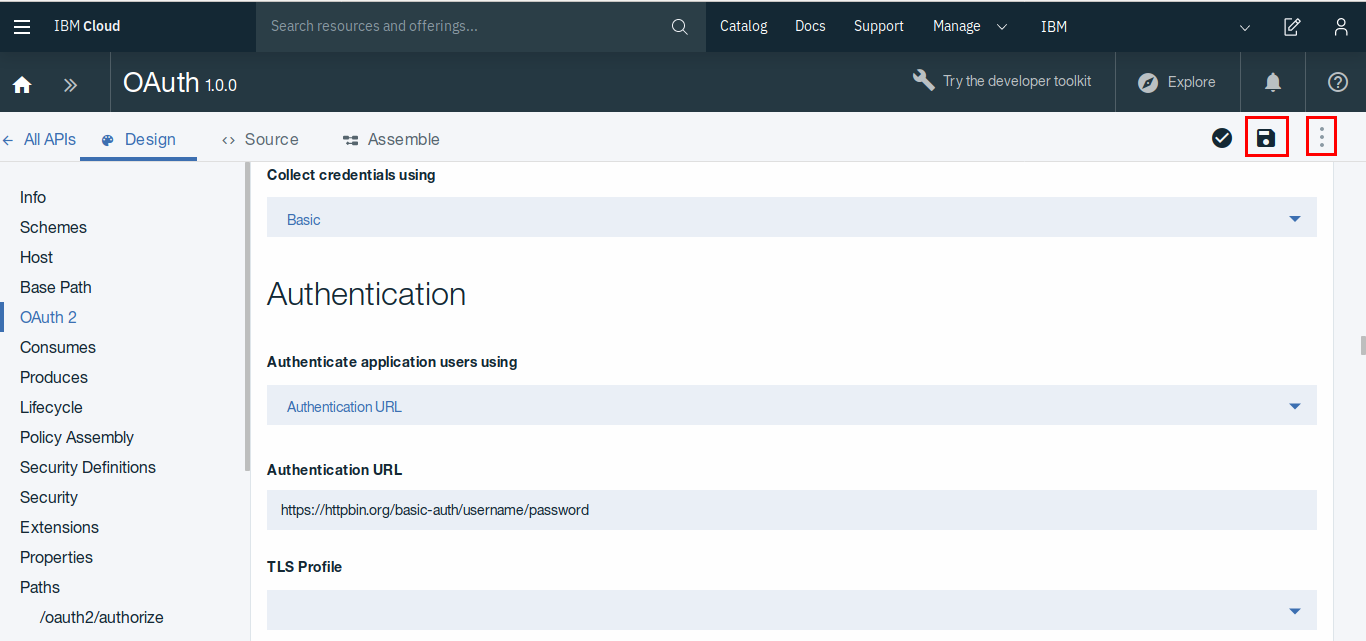 IBM Cloud
Search resources and offerings...
Catalog
Docs
Support
Manage
IBM
OAuth 1.0.0
Try the developer toolkit
Explore
All APIs
Design
Source
Assemble
Info
Schemes
Host
Base Path
OAuth 2
Consumes
Produces
Lifecycle
Policy Assembly
Security Definitions
Security
Extensions
Properties
Paths
/oauth2/authorize
Collect credentials using
Basic
Authentication
Authenticate application users using
Authentication URL
Authentication URL
https://httpbin.org/basic-auth/username/password
TLS Profile